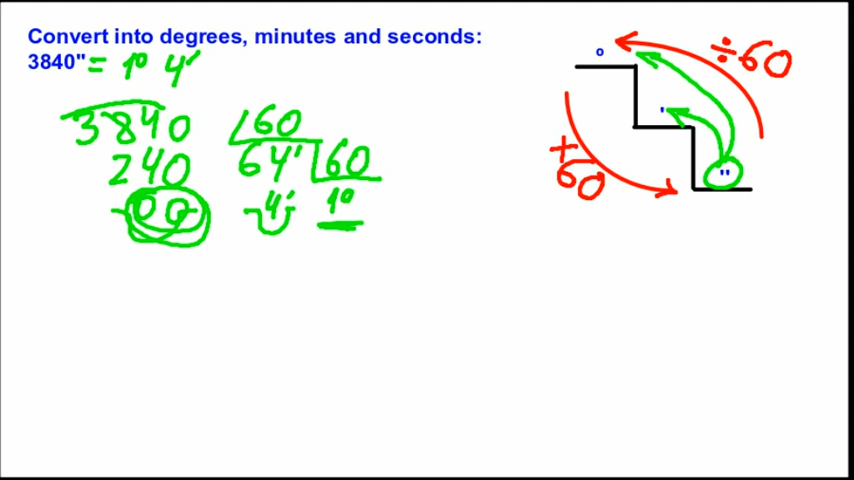 Convert into degrees, minutes and seconds:
3840" = 1° 4'
3840 60
240 64' 60
00 4' 1°
° ÷60
'
×60
"